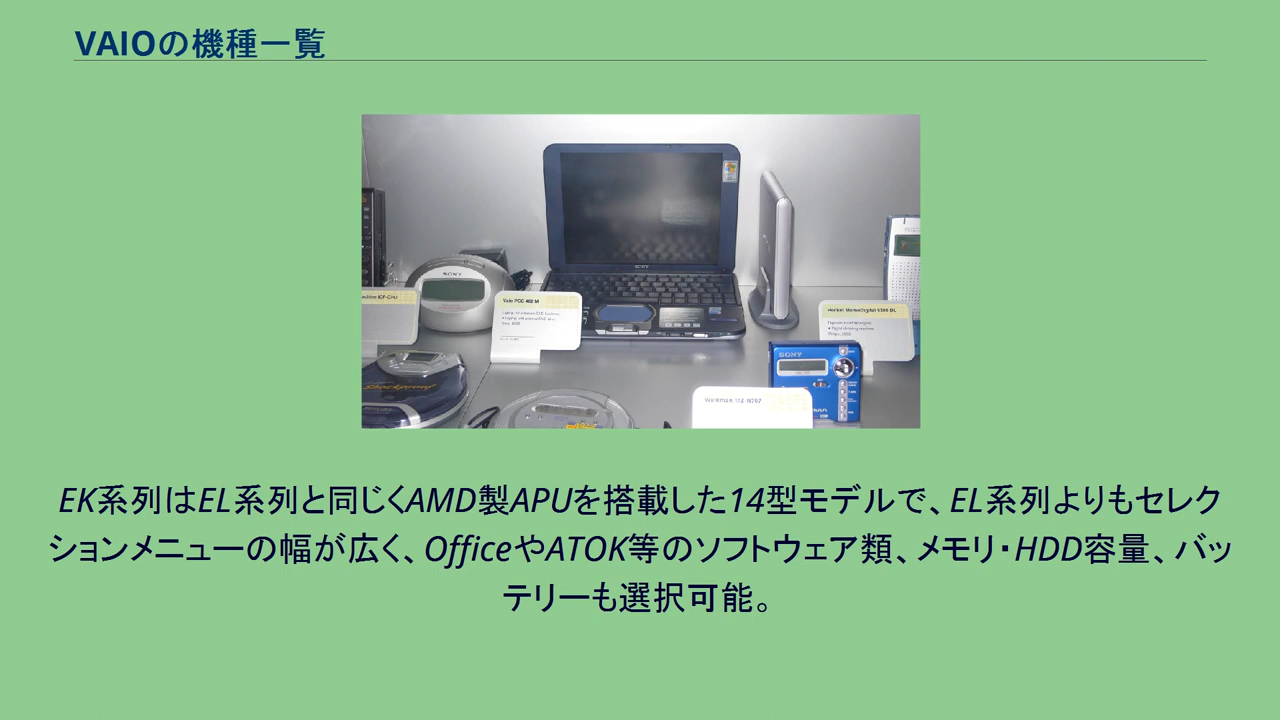 VAIOの機種一覧
SONY
SONY
Vaio PCG
SONY
Shockproof
Walkman MZ-N707
EK系列はEL系列と同じくAMD製APUを搭載した14型モデルで、EL系列よりもセレク
ションメニューの幅が広く、OfficeやATOK等のソフトウェア類、メモリ・HDD容量、バッ
テリーも選択可能。